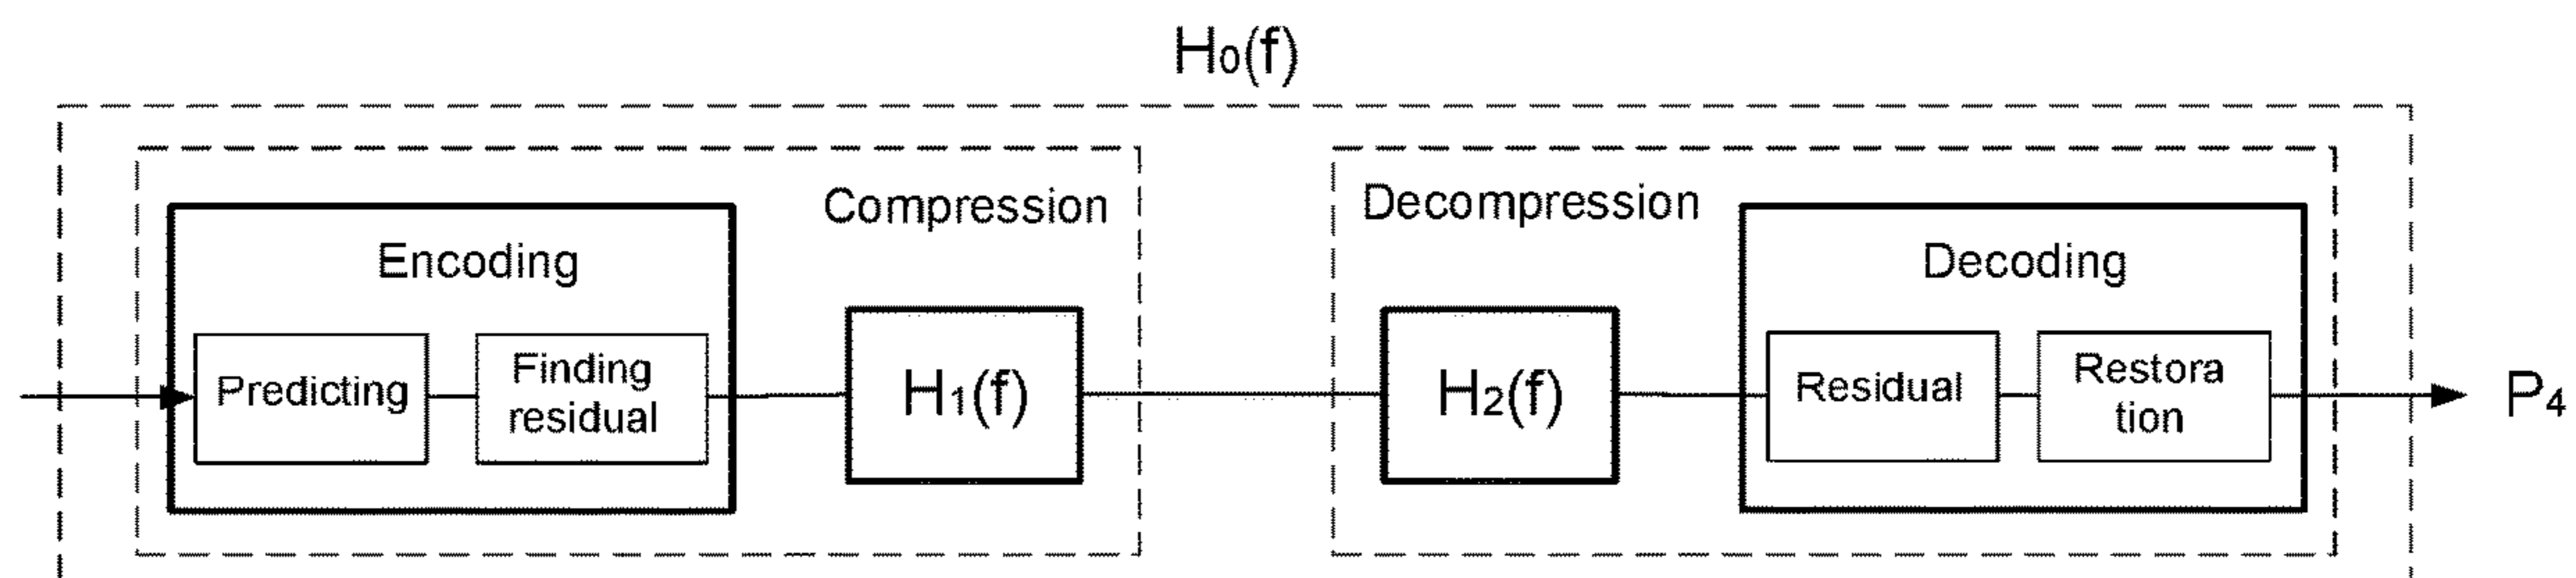 H0(f)
Compression
Decompression
Encoding
Decoding
Predicting
Finding
residual
H1(f)
H2(f)
Residual
Restora
tion
P4